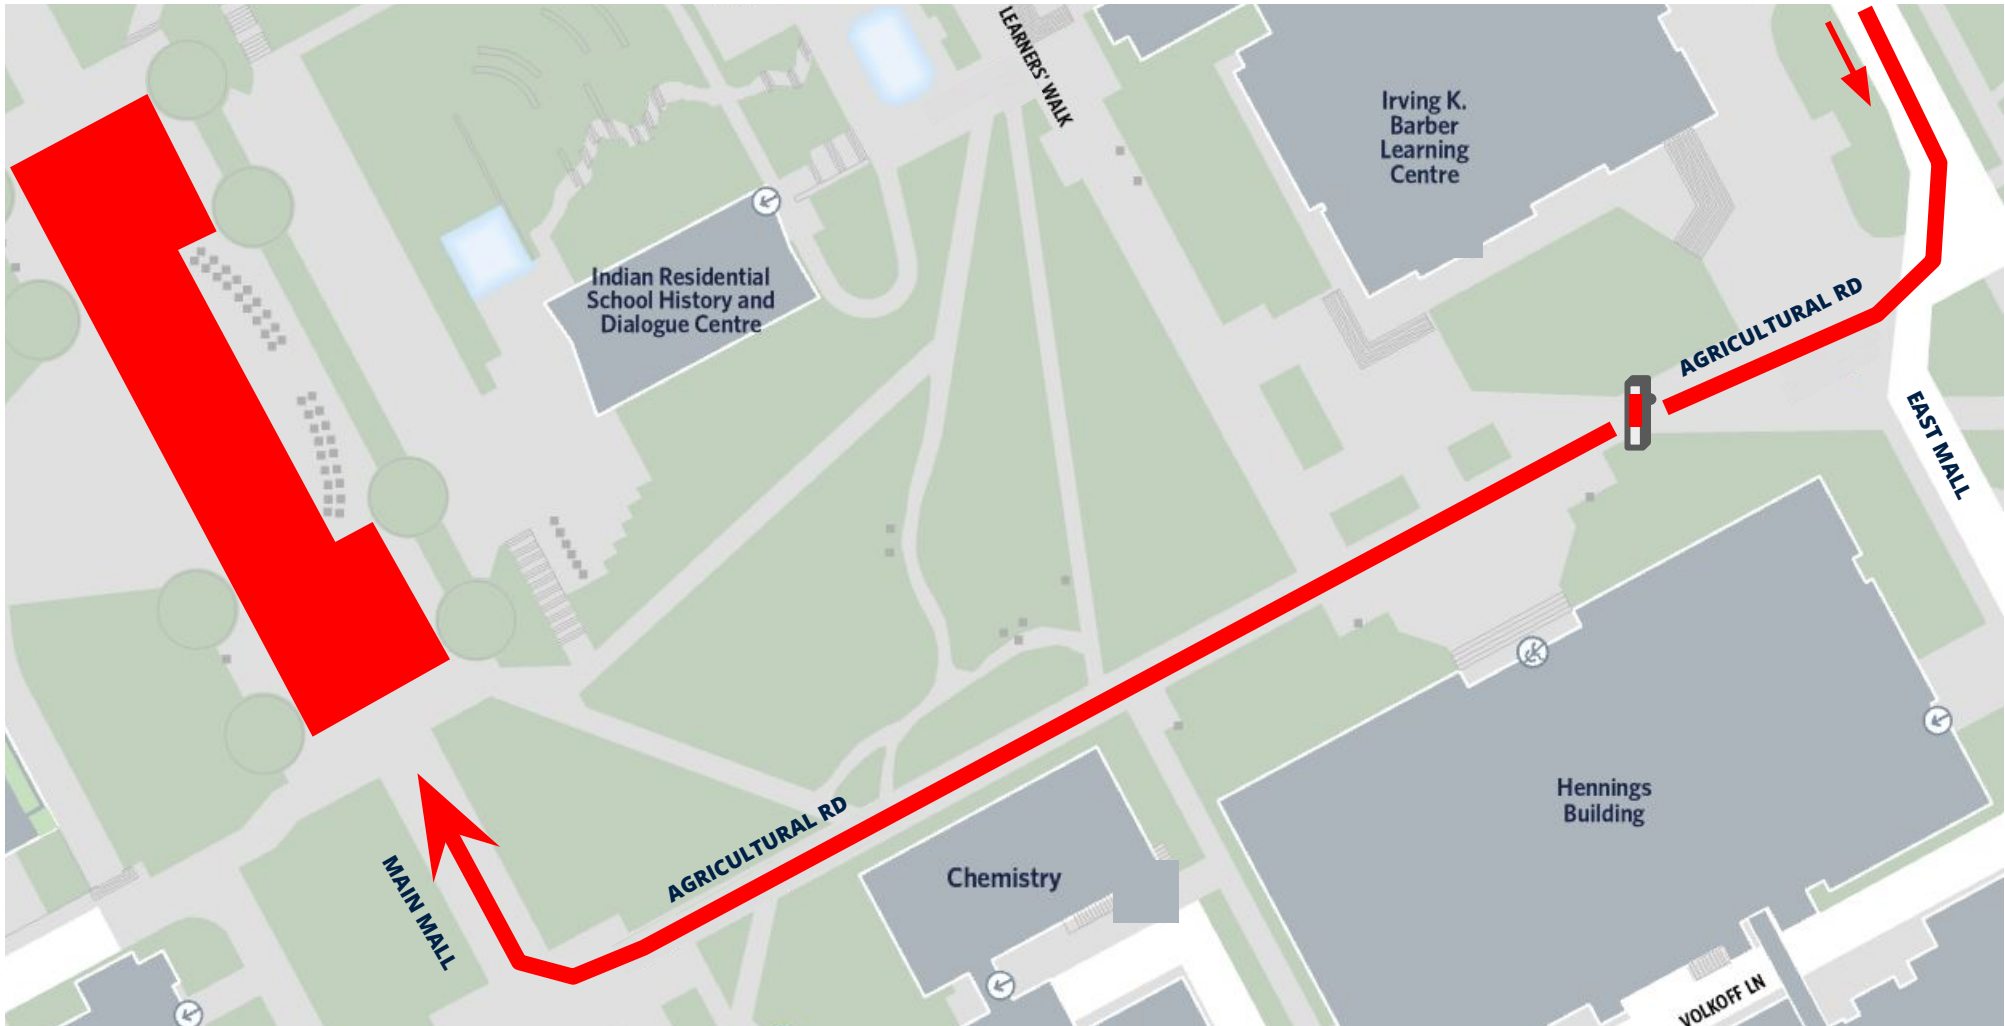 LEARNERS' WALK
Irving K.
Barber
Learning
Centre
Indian Residential
School History and
Dialogue Centre
AGRICULTURAL RD
EAST MALL
Hennings
Building
AGRICULTURAL RD
Chemistry
MAIN MALL
VOLKOFF LN